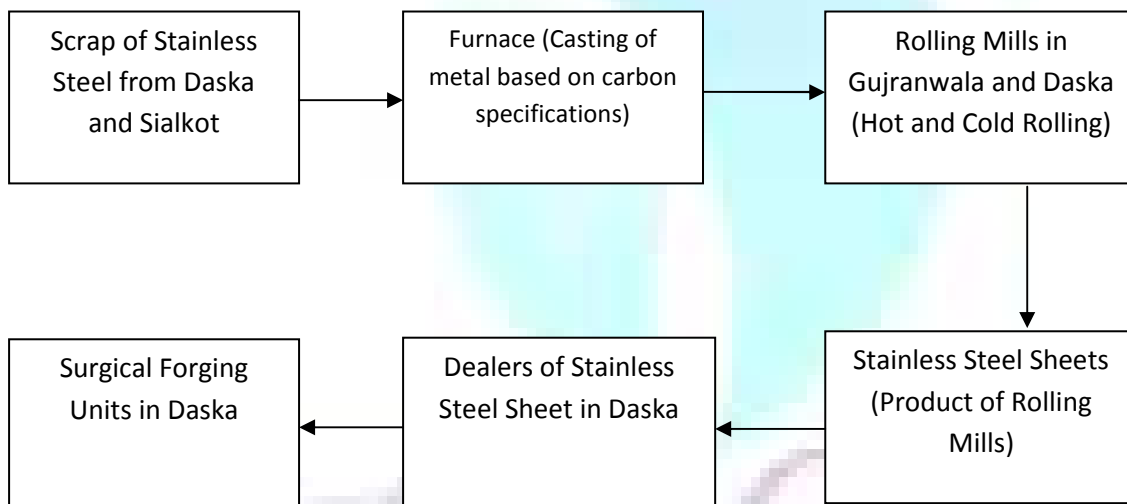 Scrap of Stainless
Steel from Daska
and Sialkot
Furnace (Casting of
metal based on carbon
specifications)
Rolling Mills in
Gujranwala and Daska
(Hot and Cold Rolling)
Stainless Steel Sheets
(Product of Rolling
Mills)
Dealers of Stainless
Steel Sheet in Daska
Surgical Forging
Units in Daska